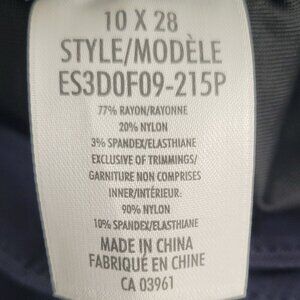 10 X 28
STYLE/MODÈLE
ES3D0F09-215P
77% RAYON/RAYONNE
20% NYLON
3% SPANDEX/ELASTHIANE
EXCLUSIVE OF TRIMMINGS/
GARNITURE NON COMPRISES
INNER/INTÉRIEUR:
90% NYLON
10% SPANDEX/ELASTHIANE
MADE IN CHINA
FABRIQUÉ EN CHINE
CA 03961